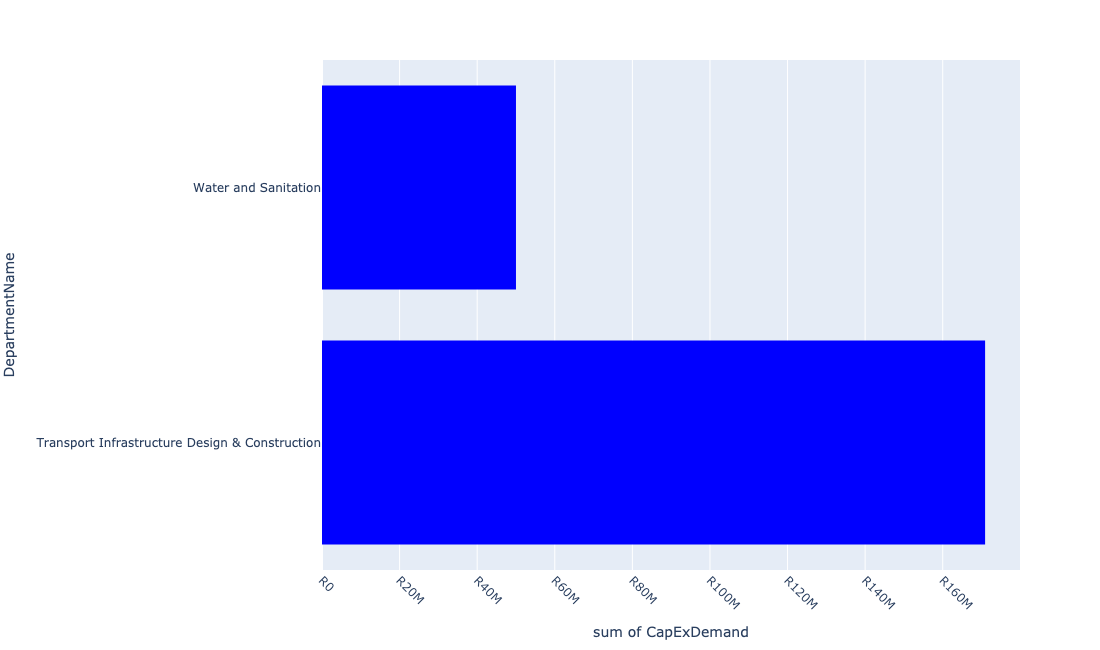 DepartmentName
Water and Sanitation
Transport Infrastructure Design & Construction
R0
R20M
R40M
R60M
R80M
R100M
R120M
R140M
R160M
sum of CapExDemand